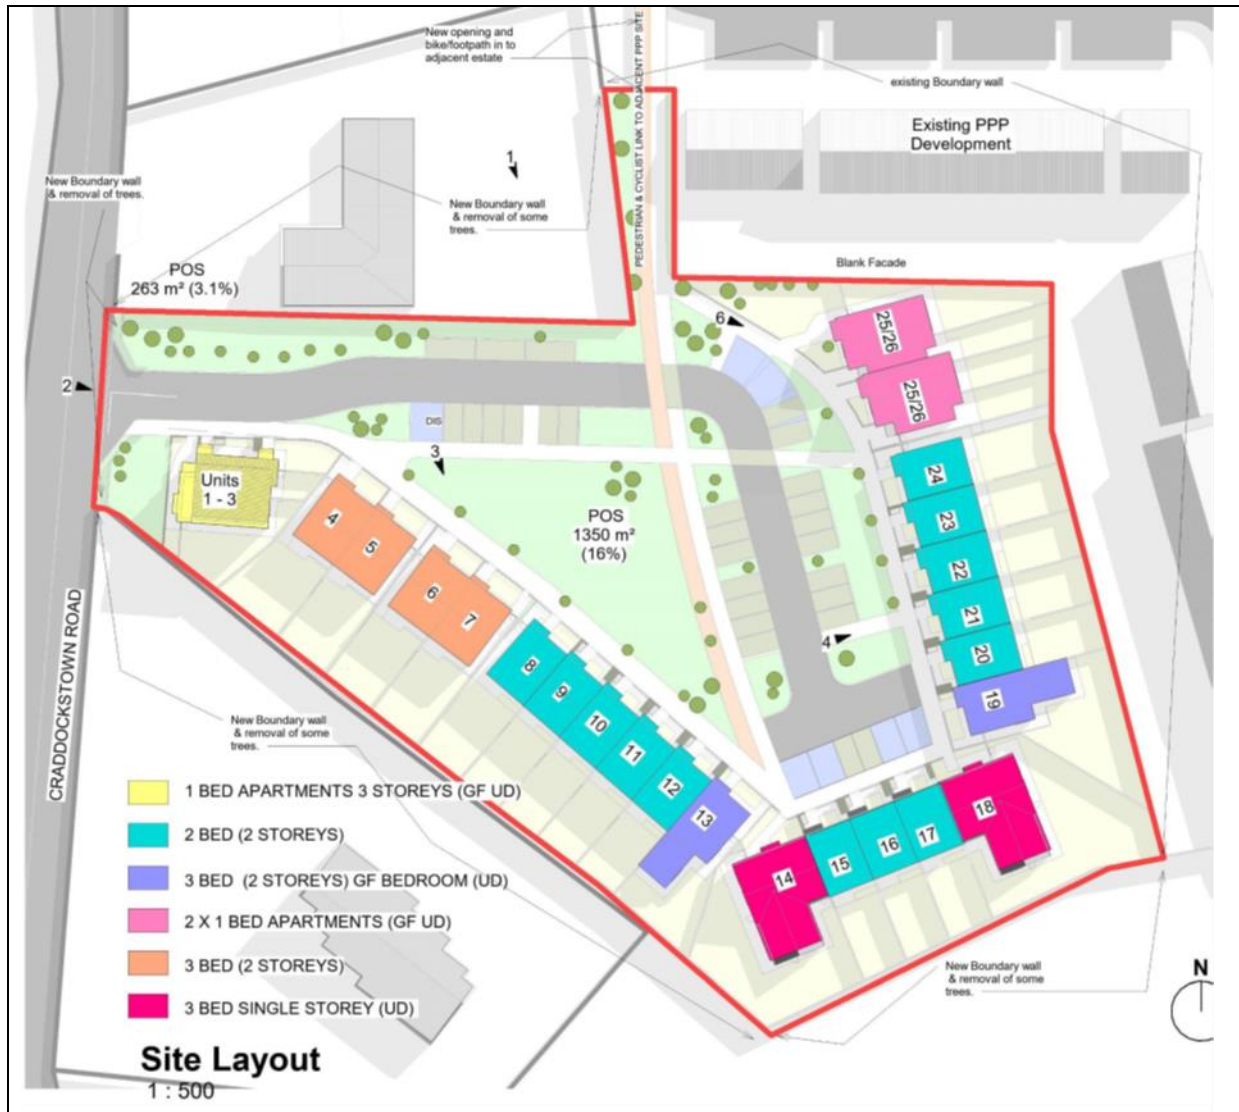 New opening and
bike/footpath in to
adjacent estate
PEDESTRIAN & CYCLIST LINK TO ADJACENT PPP SITE
existing Boundary wall
Existing PPP
Development
1
New Boundary wall
& removal of trees.
New Boundary wall
& removal of some
trees.
POS
263 m² (3.1%)
Blank Facade
6
25/26
25/26
2
DIS
3
Units
1 - 3
4
5
6
7
8
9
10
11
12
13
POS
1350 m²
(16%)
24
23
22
21
20
19
4
18
17
16
15
14
CRADDOCKSTOWN ROAD
New Boundary wall
& removal of some
trees.
1 BED APARTMENTS 3 STOREYS (GF UD)
2 BED (2 STOREYS)
3 BED (2 STOREYS) GF BEDROOM (UD)
2 X 1 BED APARTMENTS (GF UD)
3 BED (2 STOREYS)
3 BED SINGLE STOREY (UD)
New Boundary wall
& removal of some
trees.
N
Site Layout
1 : 500